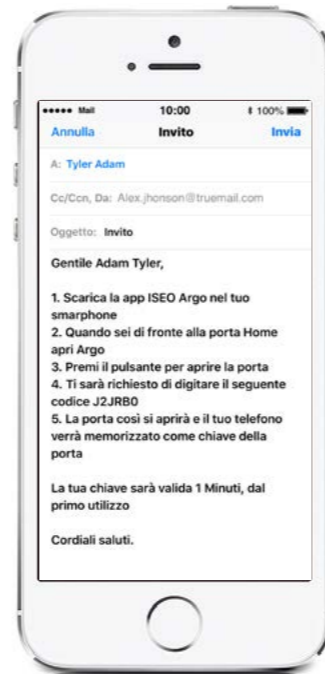 Mail 10:00 100%
Annulla Invito Invia
A: Tyler Adam
Cc/Ccn, Da: Alex.jhonson@truemail.com
Oggetto: Invito
Gentile Adam Tyler,
1. Scarica la app ISEO Argo nel tuo
smarphone
2. Quando sei di fronte alla porta Home
apri Argo
3. Premi il pulsante per aprire la porta
4. Ti sarà richiesto di digitare il seguente
codice J2JRB0
5. La porta così si aprirà e il tuo telefono
verrà memorizzato come chiave della
porta
La tua chiave sarà valida 1 Minuti, dal
primo utilizzo
Cordiali saluti.